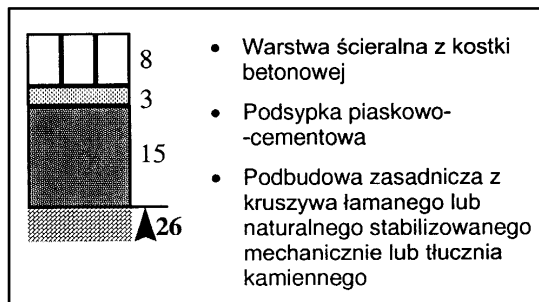 8
3
15
26
• Warstwa ścieralna z kostki
betonowej
• Podsypka piaskowo-
-cementowa
• Podbudowa zasadnicza z
kruszywa łamanego lub
naturalnego stabilizowanego
mechanicznie lub tłucznia
kamiennego